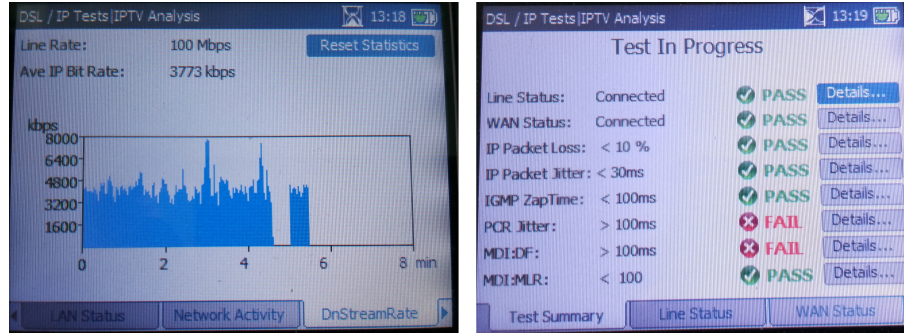 DSL / IP Tests|IPTV Analysis 13:18
Line Rate: 100 Mbps Reset Statistics
Ave IP Bit Rate: 3773 kbps
kbps
8000
6400
4800
3200
1600
0 2 4 6 8 min
LAN Status Network Activity DnStreamRate
DSL / IP Tests|IPTV Analysis 13:19
Test In Progress
Line Status: Connected PASS Details...
WAN Status: Connected PASS Details...
IP Packet Loss: < 10 % PASS Details...
IP Packet Jitter: < 30ms PASS Details...
IGMP ZapTime: < 100ms PASS Details...
PCR Jitter: > 100ms FAIL Details...
MDI:DF: > 100ms FAIL Details...
MDI:MLR: < 100 PASS Details...
Test Summary Line Status WAN Status